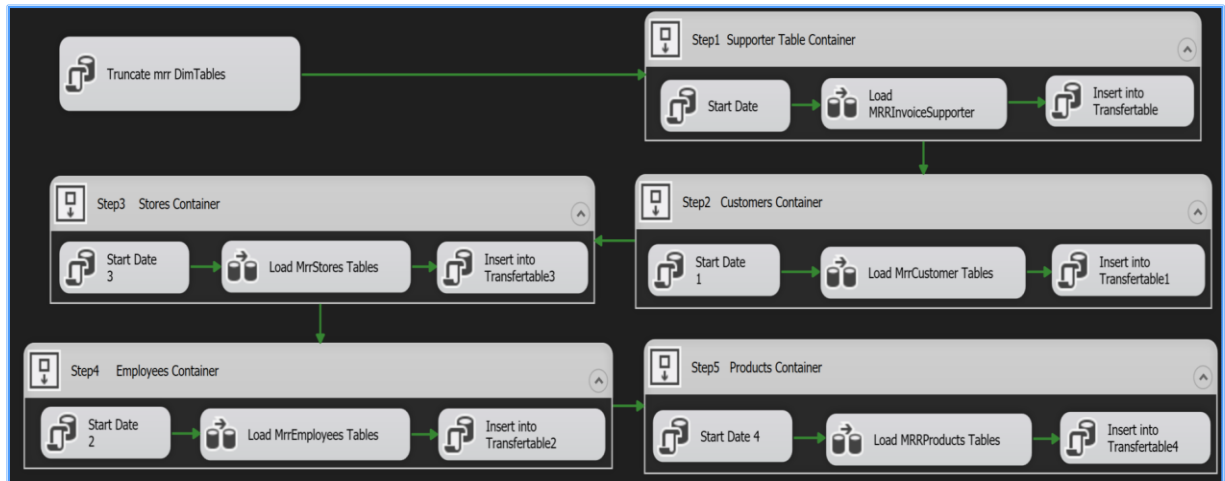 Truncate mrr DimTables
Step1 Supporter Table Container
Start Date
Load
MRRInvoiceSupporter
Insert into
Transfertable
Step2 Customers Container
Start Date
1
Load MrrCustomer Tables
Insert into
Transfertable1
Step3 Stores Container
Start Date
3
Load MrrStores Tables
Insert into
Transfertable3
Step4 Employees Container
Start Date
2
Load MrrEmployees Tables
Insert into
Transfertable2
Step5 Products Container
Start Date 4
Load MRRProducts Tables
Insert into
Transfertable4